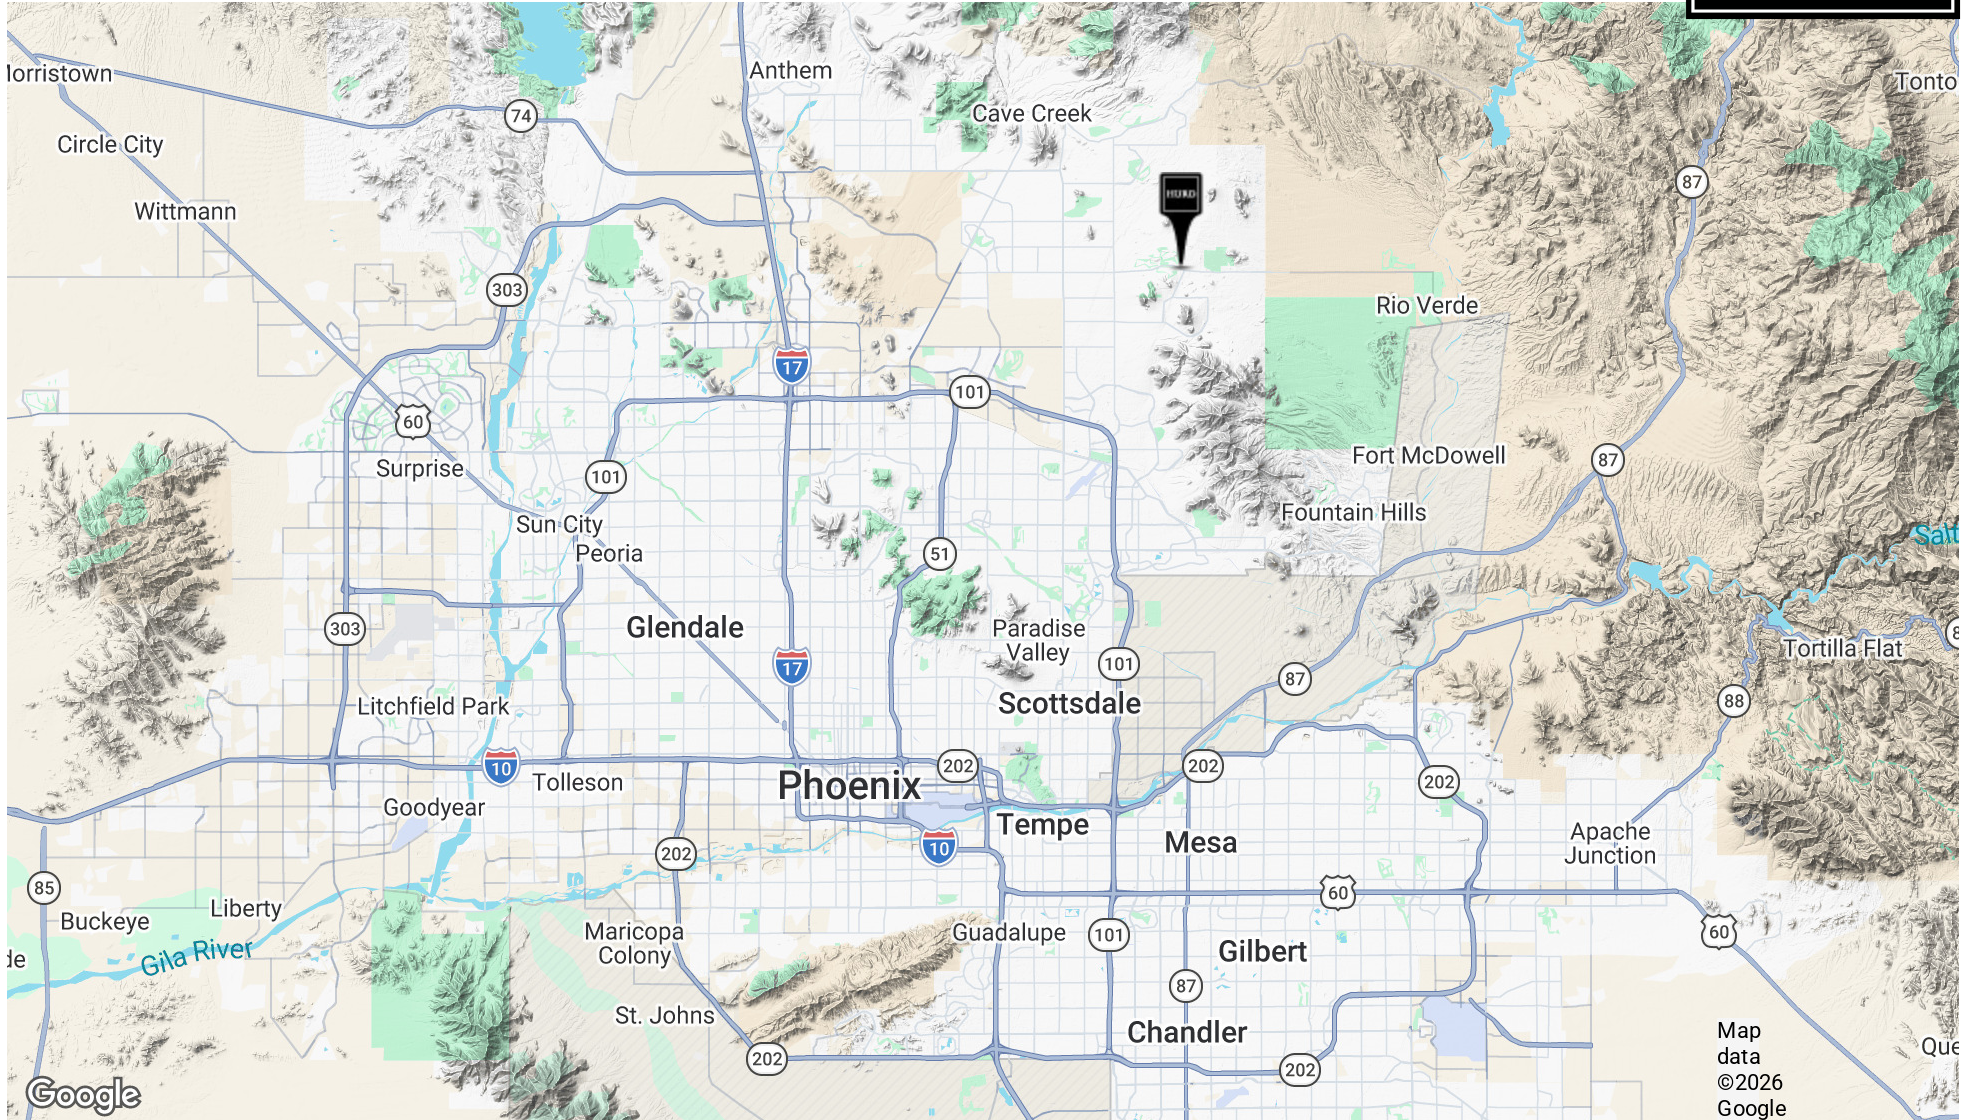 Morristown
Anthem
Tonto
Cave Creek
74
Circle City
87
HURD
Wittmann
303
Rio Verde
17
101
60
Surprise
Fort McDowell
87
101
Fountain Hills
Sun City
Peoria
51
Salt
303
Glendale
Paradise
Valley
17
101
Tortilla Flat
87
88
Scottsdale
Litchfield Park
10
202
202
Tolleson
Phoenix
202
Goodyear
Tempe
Mesa
Apache
Junction
10
202
85
60
Liberty
Buckeye
Maricopa
Colony
Guadalupe
101
60
Gila River
de
Gilbert
87
St. Johns
Chandler
Map
data
©2026
Google
Que
202
202
Google